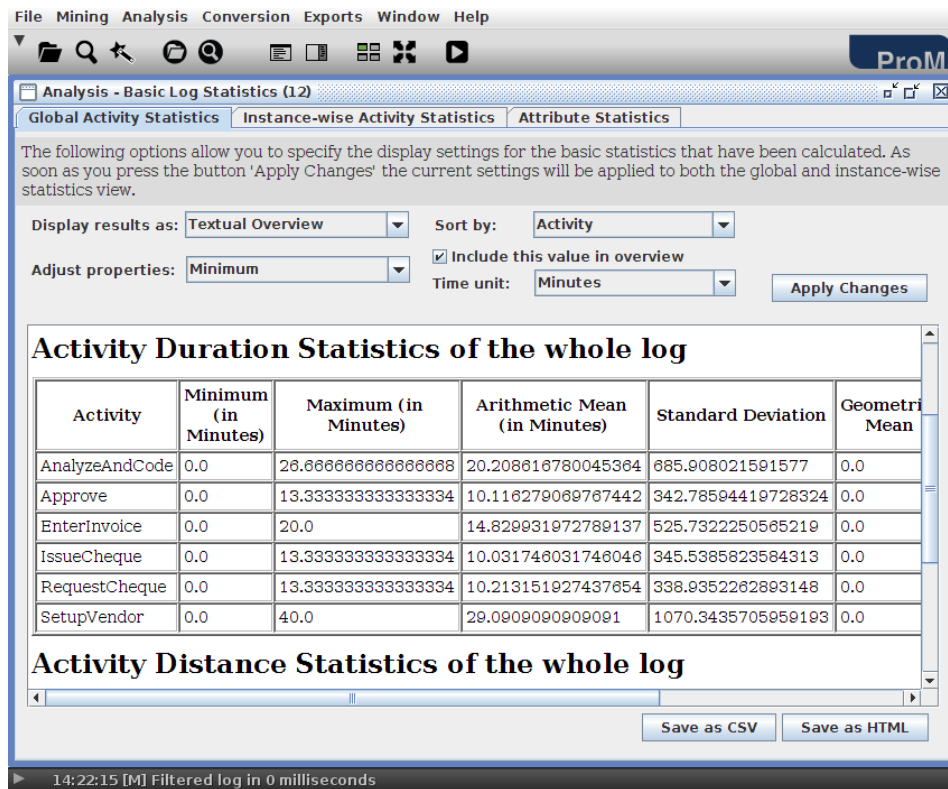 File Mining Analysis Conversion Exports Window Help
ProM
Analysis - Basic Log Statistics (12)
Global Activity Statistics Instance-wise Activity Statistics Attribute Statistics
The following options allow you to specify the display settings for the basic statistics that have been calculated. As
soon as you press the button 'Apply Changes' the current settings will be applied to both the global and instance-wise
statistics view.
Display results as: Textual Overview Sort by: Activity
Include this value in overview
Adjust properties: Minimum
Time unit: Minutes Apply Changes
Activity Duration Statistics of the whole log
Activity Minimum (in Minutes) Maximum (in Minutes) Arithmetic Mean (in Minutes) Standard Deviation Geometri Mean
AnalyzeAndCode 0.0 26.666666666666668 20.208616780045364 685.908021591577 0.0
Approve 0.0 13.333333333333334 10.116279069767442 342.78594419728324 0.0
EnterInvoice 0.0 20.0 14.829931972789137 525.7322250565219 0.0
IssueCheque 0.0 13.333333333333334 10.031746031746046 345.5385823584313 0.0
RequestCheque 0.0 13.333333333333334 10.213151927437654 338.9352262893148 0.0
SetupVendor 0.0 40.0 29.0909090909091 1070.3435705959193 0.0
Activity Distance Statistics of the whole log
Save as CSV Save as HTML
14:22:15 [M] Filtered log in 0 milliseconds